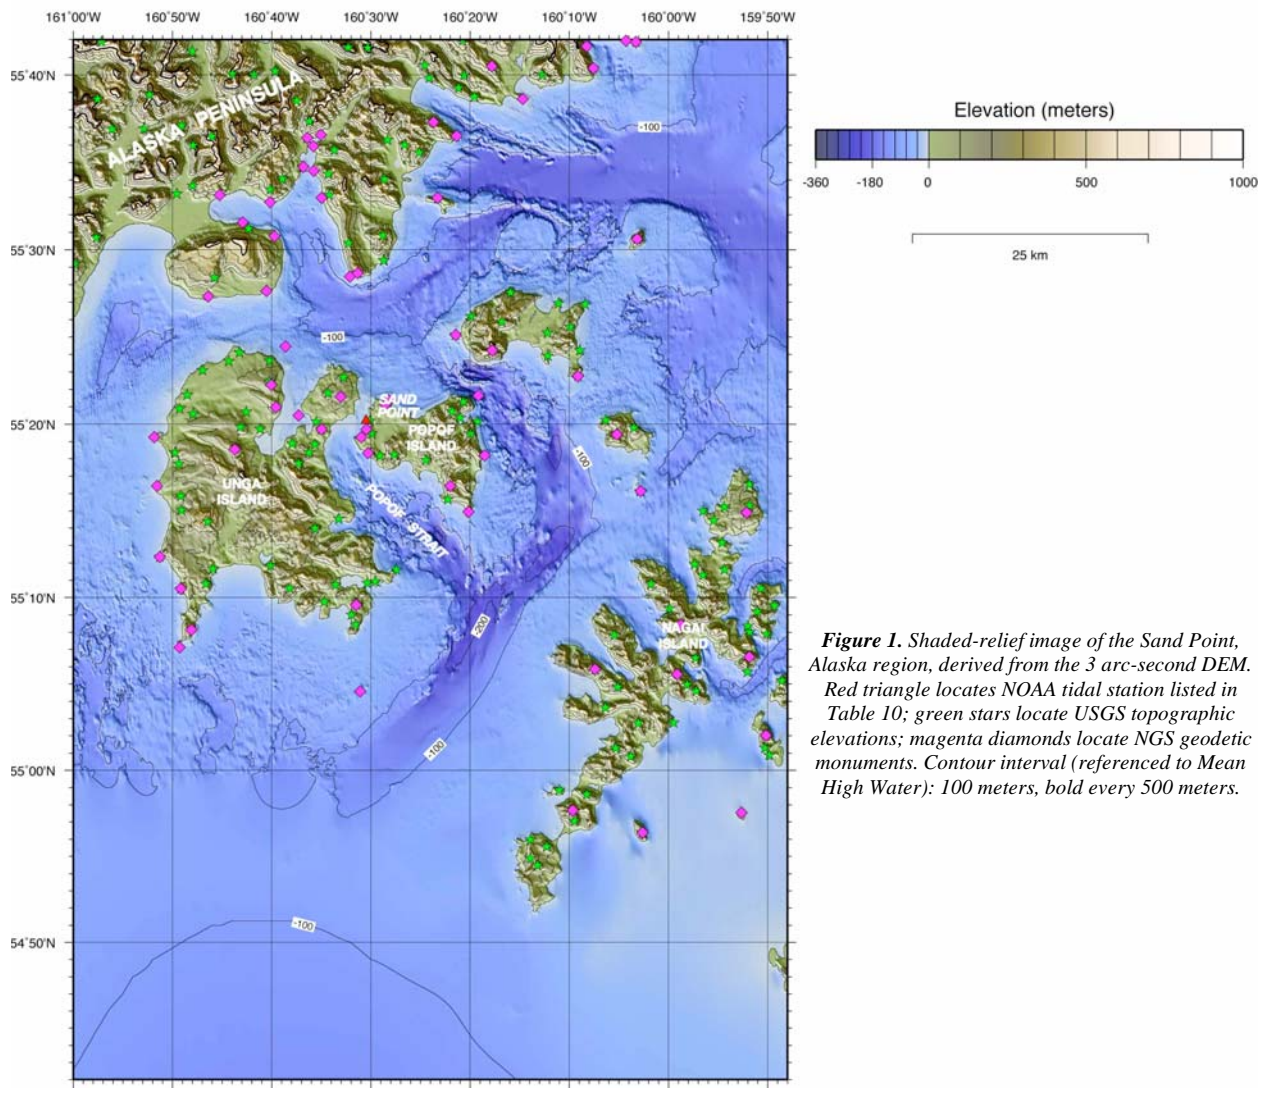 161°00'W 160°50'W 160°40'W 160°30'W 160°20'W 160°10'W 160°00'W 159°50'W
55°40'N
55°30'N
55°20'N
55°10'N
55°00'N
54°50'N
ALASKA PENINSULA
-100
-100
SAND
POINT
POPOF
ISLAND
-100
UNGA
ISLAND
POPOF STRAIT
-200
NAGAI
ISLAND
-100
-100
Elevation (meters)
-360 -180 0 500 1000
25 km
Figure 1. Shaded-relief image of the Sand Point,
Alaska region, derived from the 3 arc-second DEM.
Red triangle locates NOAA tidal station listed in
Table 10; green stars locate USGS topographic
elevations; magenta diamonds locate NGS geodetic
monuments. Contour interval (referenced to Mean
High Water): 100 meters, bold every 500 meters.